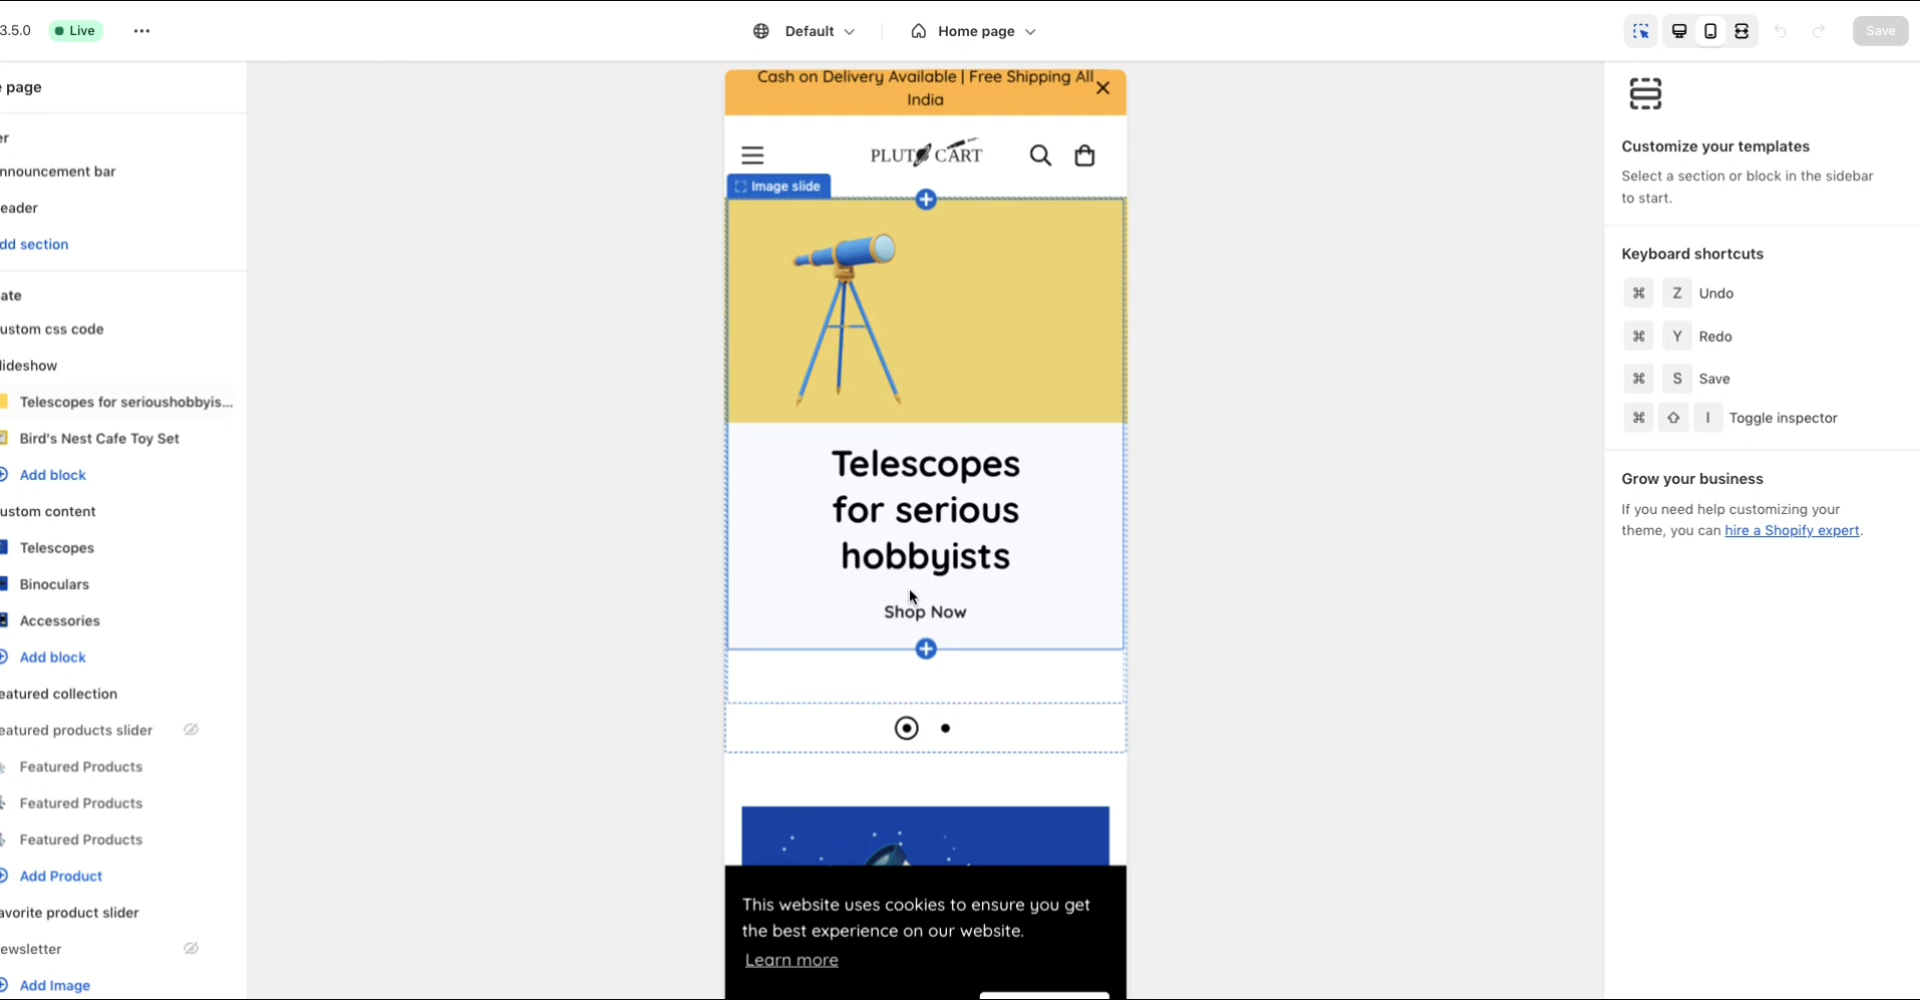 3.5.0
Live
Default
Home page
Save
e page
er
nnouncement bar
eader
dd section
ate
ustom css code
lideshow
Telescopes for serioushobbyis...
Bird's Nest Cafe Toy Set
Add block
ustom content
Telescopes
Binoculars
Accessories
Add block
eatured collection
eatured products slider
Featured Products
Featured Products
Featured Products
Add Product
avorite product slider
ewsletter
Add Image
Cash on Delivery Available | Free Shipping All
India
PLUTO CART
Image slide
Telescopes
for serious
hobbyists
Shop Now
This website uses cookies to ensure you get
the best experience on our website.
Learn more
Customize your templates
Select a section or block in the sidebar
to start.
Keyboard shortcuts
⌘ Z Undo
⌘ Y Redo
⌘ S Save
⌘ ⇧ I Toggle inspector
Grow your business
If you need help customizing your
theme, you can hire a Shopify expert.